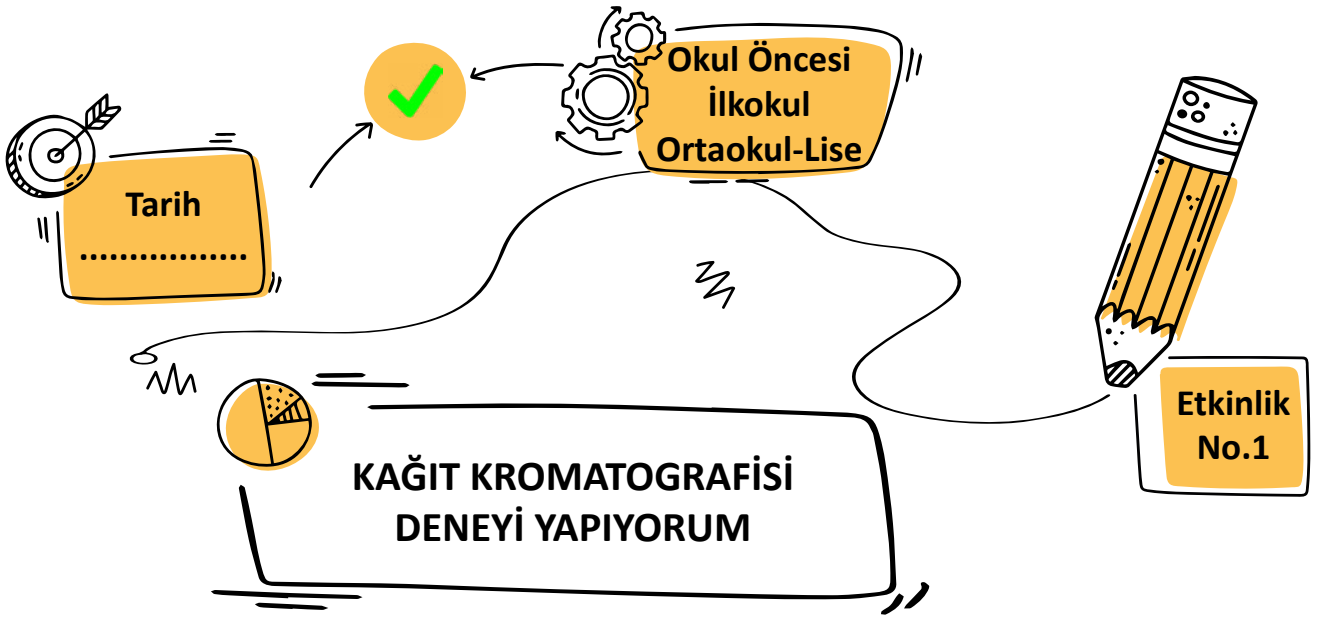 Okul Öncesi
İlkokul
Ortaokul-Lise
Tarih
.................
Etkinlik
No.1
KAĞIT KROMATOGRAFİSİ
DENEYİ YAPIYORUM